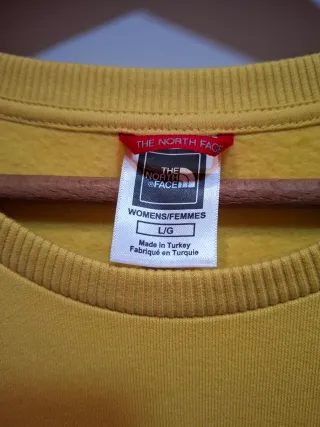 THE NORTH FACE
THE
NORTH
FACE
WOMENS/FEMMES
L/G
Made in Turkey
Fabriqué en Turquie